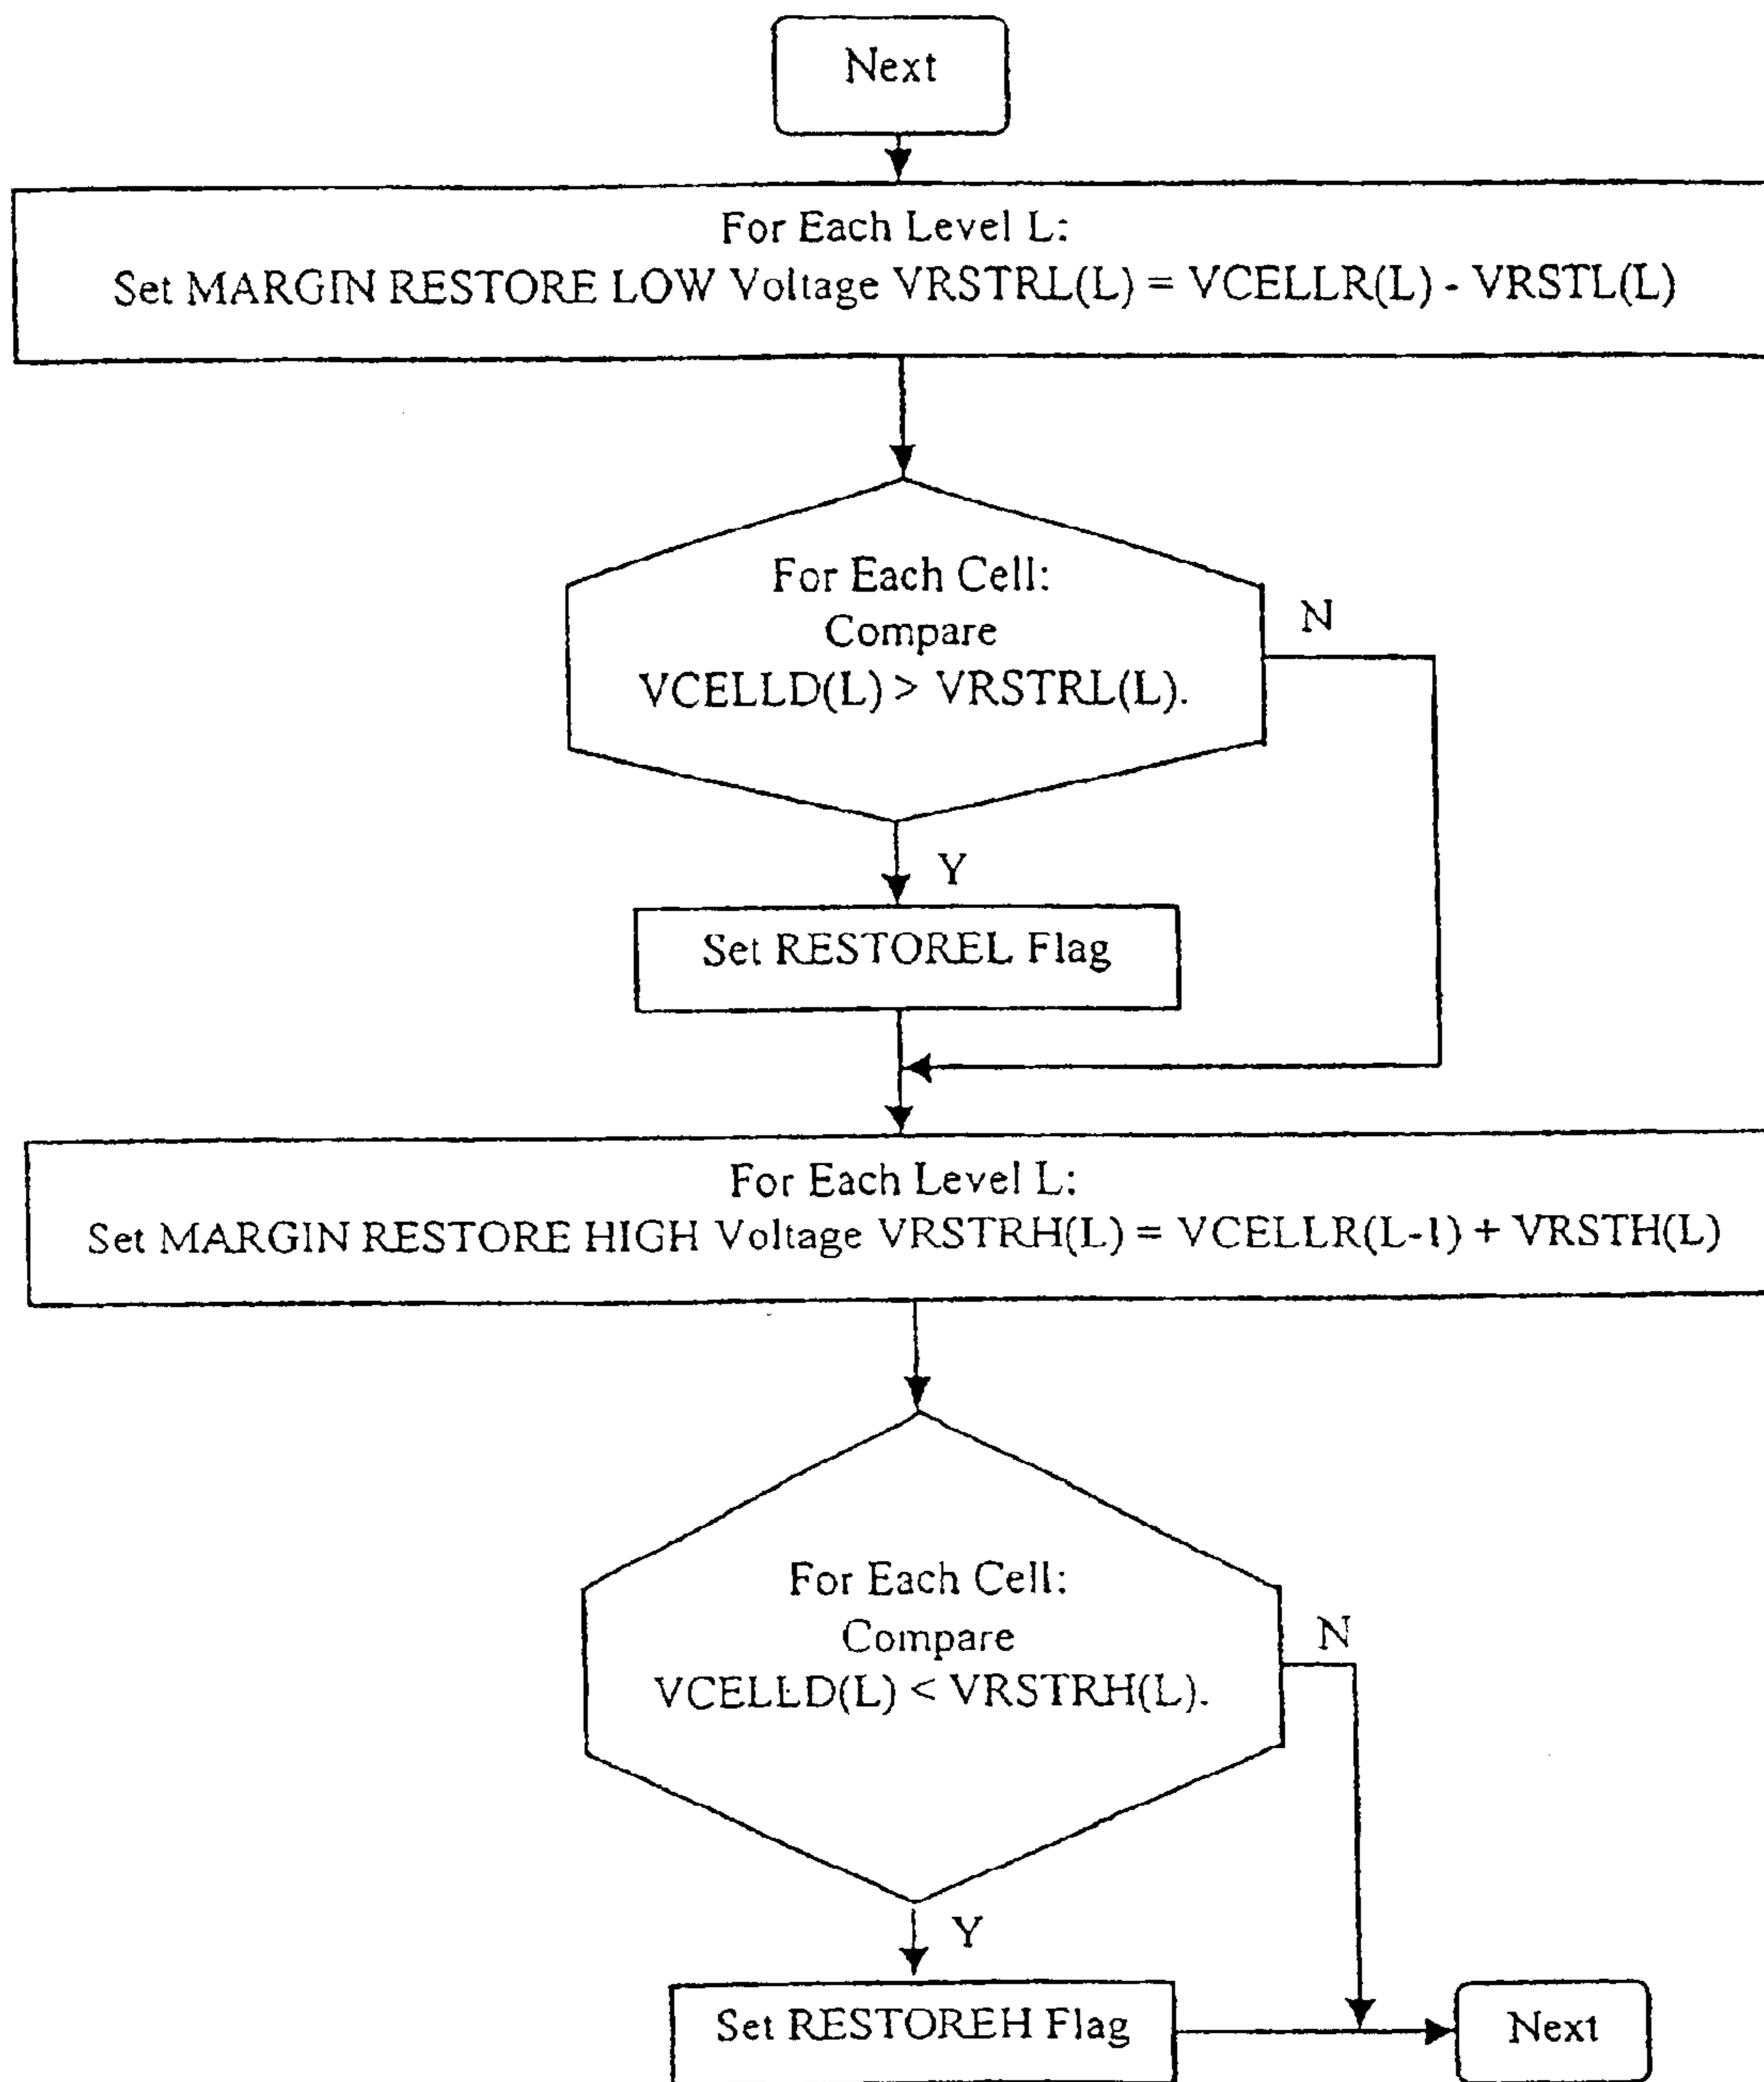 Next
For Each Level L:
Set MARGIN RESTORE LOW Voltage VRSTRL(L) = VCELLR(L) - VRSTL(L)
For Each Cell:
Compare
VCELLD(L) > VRSTRL(L).
N
Y
Set RESTOREL Flag
For Each Level L:
Set MARGIN RESTORE HIGH Voltage VRSTRH(L) = VCELLR(L-1) + VRSTH(L)
For Each Cell:
Compare
VCELLD(L) < VRSTRH(L).
N
Y
Set RESTOREH Flag
Next